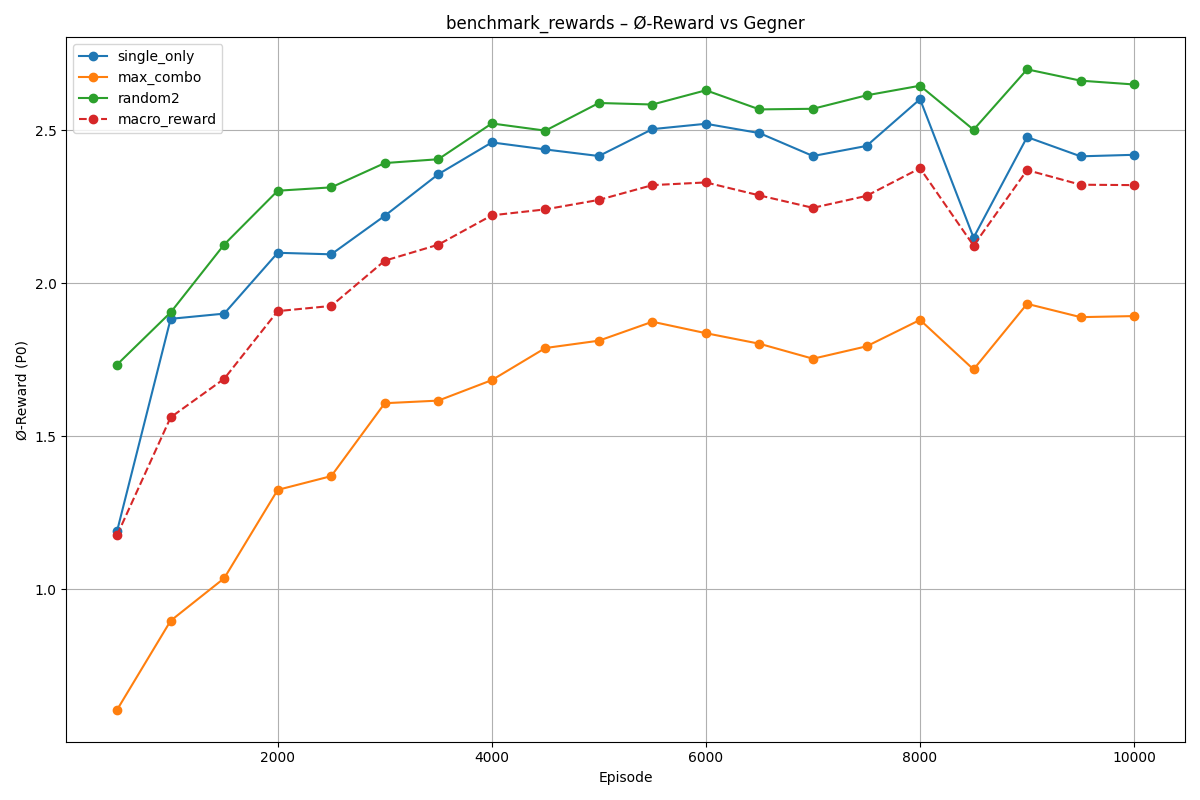 benchmark_rewards – Ø-Reward vs Gegner
single_only
max_combo
random2
macro_reward
Ø-Reward (P0)
2.5
2.0
1.5
1.0
2000 4000 6000 8000 10000
Episode